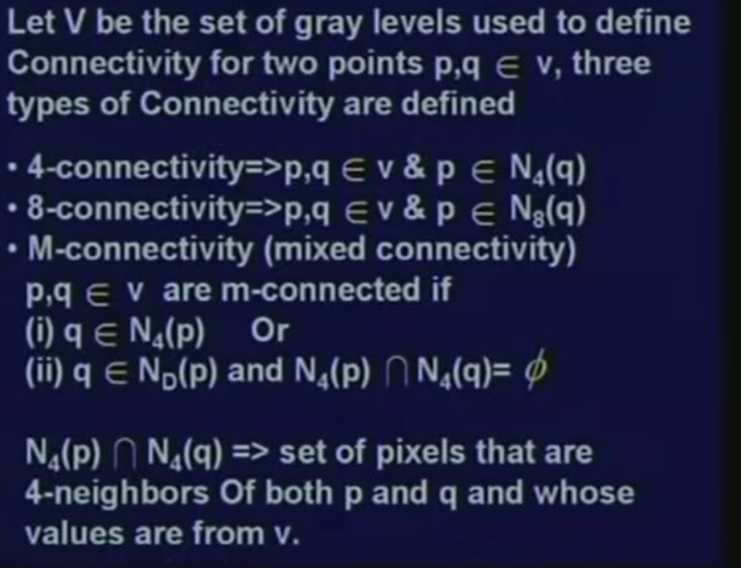 Let V be the set of gray levels used to define
Connectivity for two points p,q ∈ v, three
types of Connectivity are defined
• 4-connectivity=>p,q ∈ v & p ∈ N₄(q)
• 8-connectivity=>p,q ∈ v & p ∈ N₈(q)
• M-connectivity (mixed connectivity)
p,q ∈ v are m-connected if
(i) q ∈ N₄(p) Or
(ii) q ∈ N_D(p) and N₄(p) ∩ N₄(q)= ϕ
N₄(p) ∩ N₄(q) => set of pixels that are
4-neighbors Of both p and q and whose
values are from v.